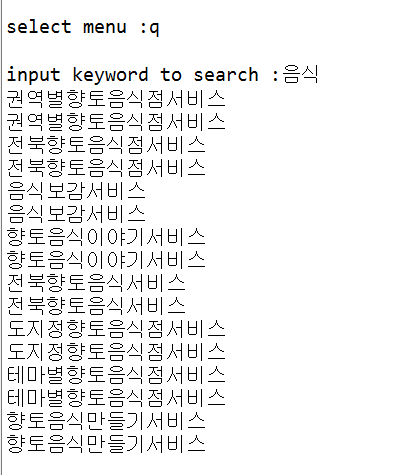 select menu :q
input keyword to search :음식
권역별향토음식점서비스
권역별향토음식점서비스
전북향토음식점서비스
전북향토음식점서비스
음식보감서비스
음식보감서비스
향토음식이야기서비스
향토음식이야기서비스
전북향토음식서비스
전북향토음식서비스
도지정향토음식점서비스
도지정향토음식점서비스
테마별향토음식점서비스
테마별향토음식점서비스
향토음식만들기서비스
향토음식만들기서비스